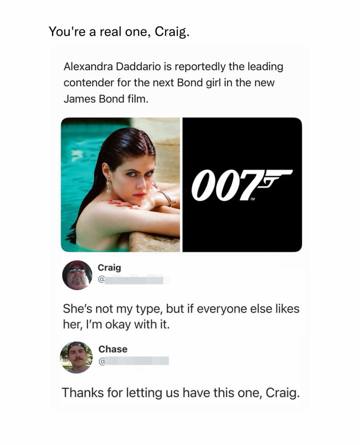 You're a real one, Craig.
Alexandra Daddario is reportedly the leading
contender for the next Bond girl in the new
James Bond film.
007
Craig
@
She's not my type, but if everyone else likes
her, I'm okay with it.
Chase
@
Thanks for letting us have this one, Craig.